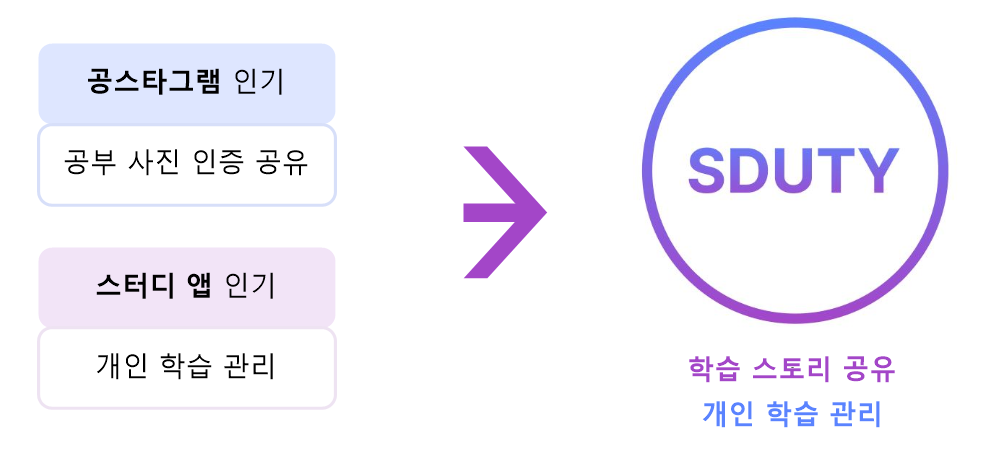 공스타그램 인기
공부 사진 인증 공유
스터디 앱 인기
개인 학습 관리
SDUTY
학습 스토리 공유
개인 학습 관리